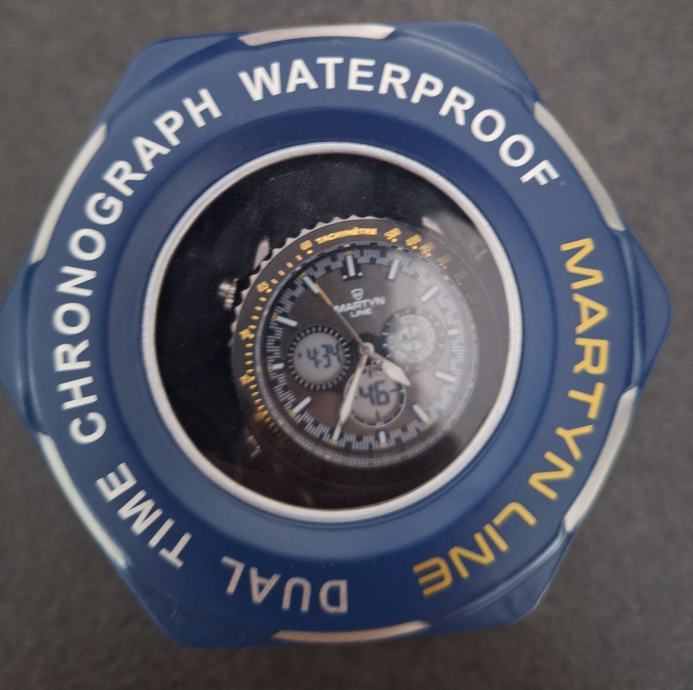 CHRONOGRAPH WATERPROOF
MARTYN LINE
DUAL TIME
TACHYMETRE
MARTYN
LINE
4:34
46